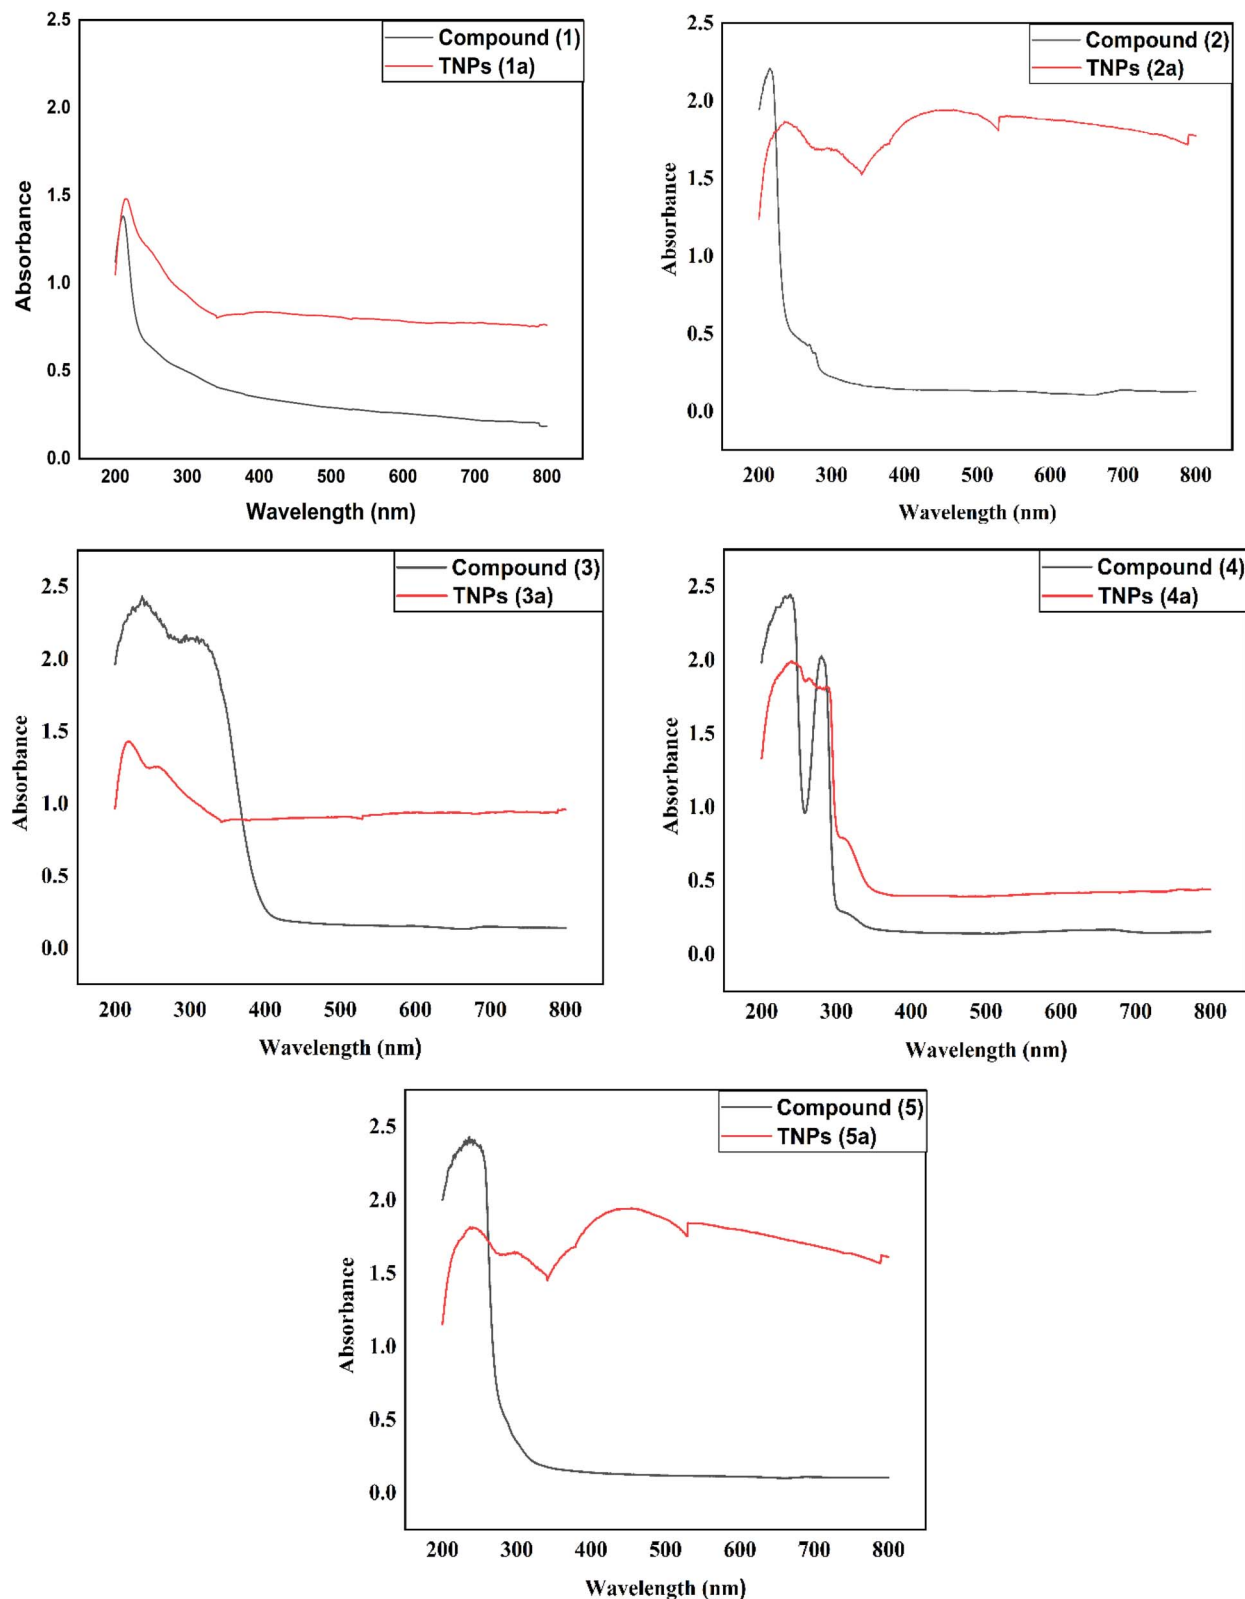 2.5
Compound (1)
TNPs (1a)
2.0
1.5
1.0
0.5
0.0
Absorbance
200 300 400 500 600 700 800
Wavelength (nm)
2.5
Compound (2)
TNPs (2a)
2.0
1.5
1.0
0.5
0.0
Absorbance
200 300 400 500 600 700 800
Wavelength (nm)
Compound (3)
TNPs (3a)
2.5
2.0
1.5
1.0
0.5
0.0
Absorbance
200 300 400 500 600 700 800
Wavelength (nm)
Compound (4)
TNPs (4a)
2.5
2.0
1.5
1.0
0.5
0.0
Absorbance
200 300 400 500 600 700 800
Wavelength (nm)
Compound (5)
TNPs (5a)
2.5
2.0
1.5
1.0
0.5
0.0
Absorbance
200 300 400 500 600 700 800
Wavelength (nm)